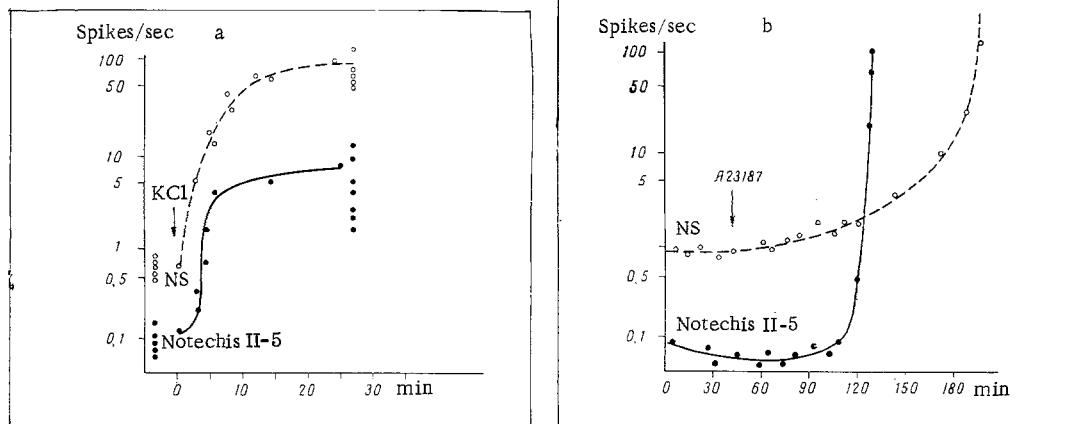 Spikes/sec a
100
50
10
5
1
0,5
0,1
KCl
NS
Notechis II-5
0 10 20 30 min
Spikes/sec b
100
50
10
5
1
0,5
0,1
A23187
NS
Notechis II-5
0 30 60 90 120 150 180 min